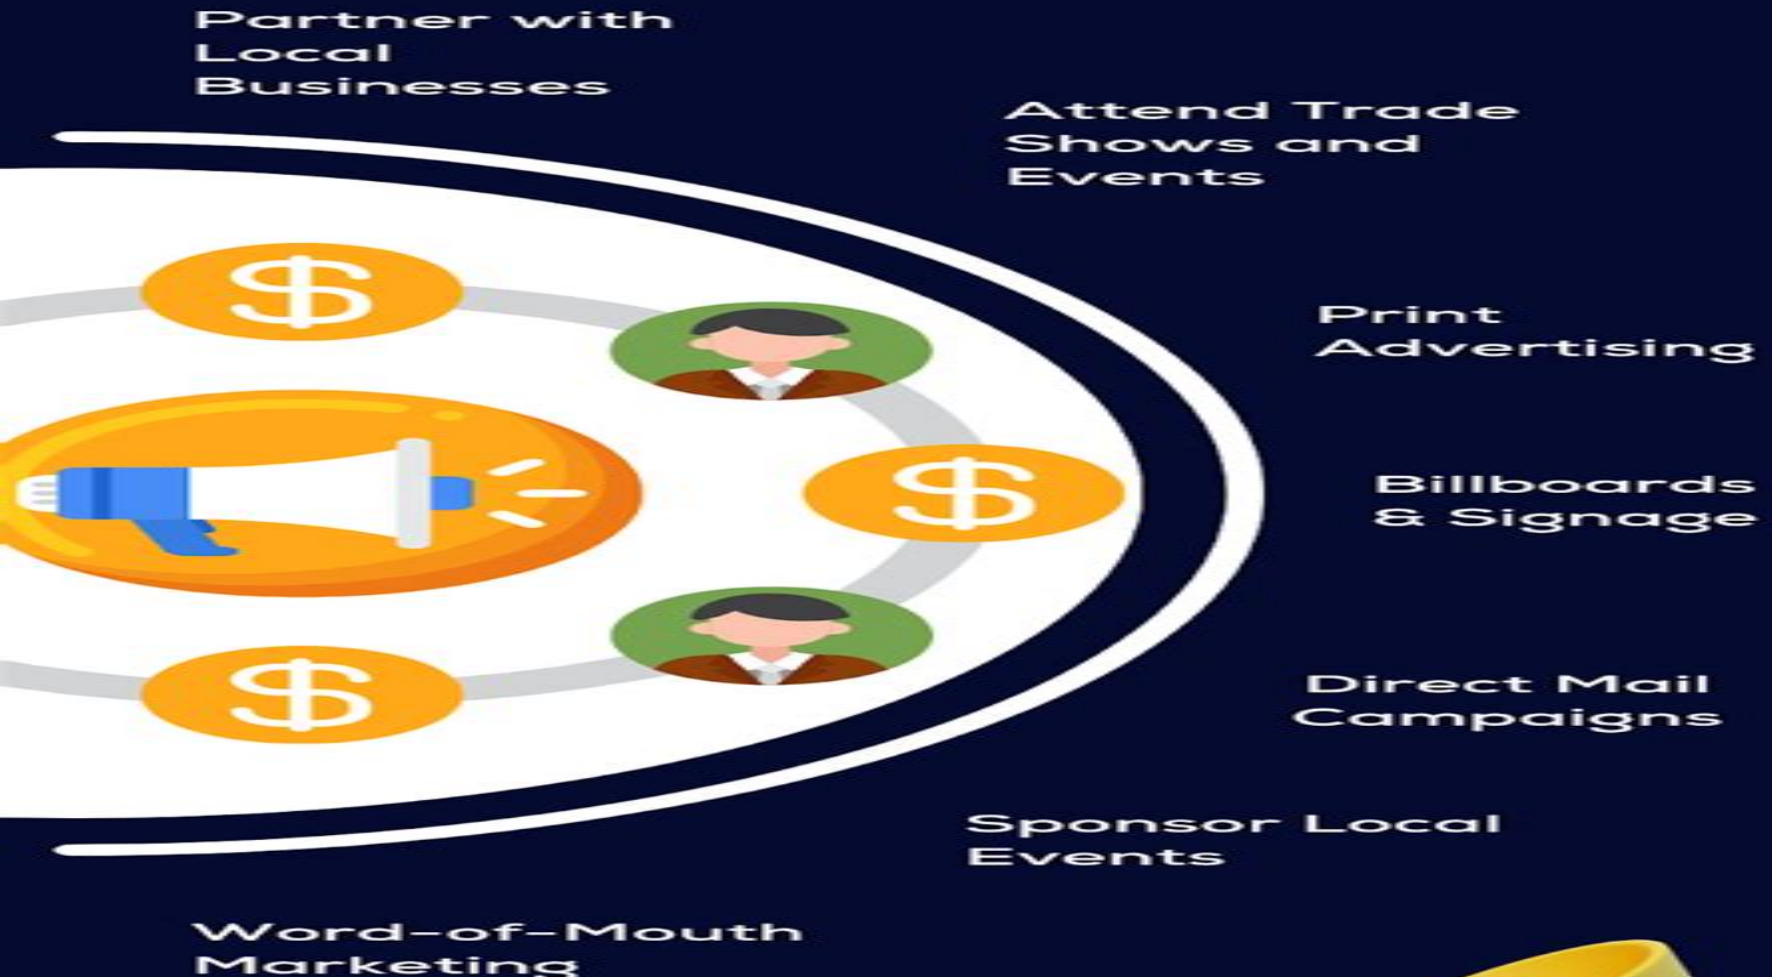 Partner with
Local
Businesses
Attend Trade
Shows and
Events
Print
Advertising
Billboards
& Signage
Direct Mail
Campaigns
Sponsor Local
Events
Word-of-Mouth
Marketing